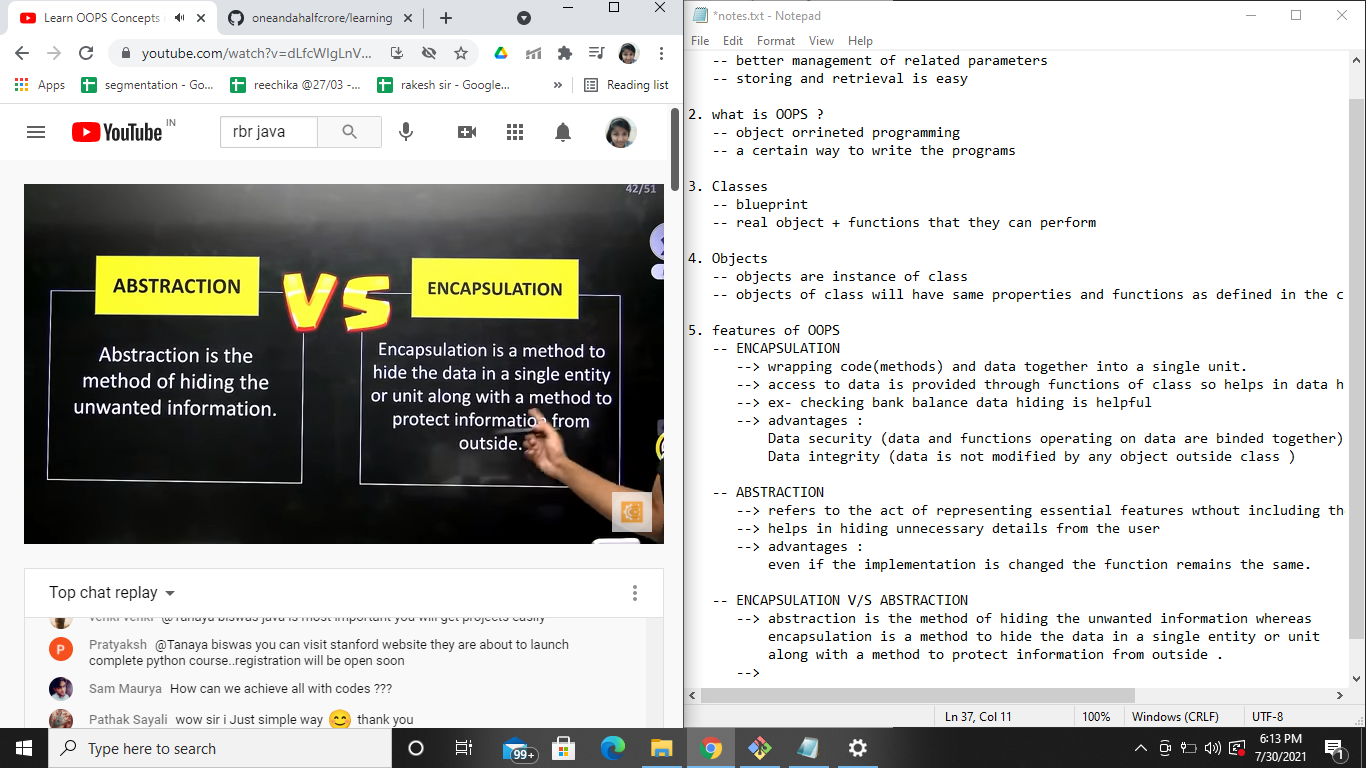 Learn OOPS Concepts
oneandahalfcrore/learning
youtube.com/watch?v=dLfcWIgLnV...
Apps
segmentation - Go...
reechika @27/03 -...
rakesh sir - Google...
»
Reading list
YouTube IN
rbr java
42/51
ABSTRACTION
VS
ENCAPSULATION
Abstraction is the
method of hiding the
unwanted information.
Encapsulation is a method to
hide the data in a single entity
or unit along with a method to
protect information from
outside.
Top chat replay
Venki venki @Tanaya biswas java is most important you will get projects easily
P
Pratyaksh @Tanaya biswas you can visit stanford website they are about to launch
complete python course..registration will be open soon
Sam Maurya How can we achieve all with codes ???
Pathak Sayali wow sir i Just simple way 😊 thank you
*notes.txt - Notepad
File Edit Format View Help
-- better management of related parameters
-- storing and retrieval is easy
2. what is OOPS ?
-- object orrineted programming
-- a certain way to write the programs
3. Classes
-- blueprint
-- real object + functions that they can perform
4. Objects
-- objects are instance of class
-- objects of class will have same properties and functions as defined in the c
5. features of OOPS
-- ENCAPSULATION
--> wrapping code(methods) and data together into a single unit.
--> access to data is provided through functions of class so helps in data h
--> ex- checking bank balance data hiding is helpful
--> advantages :
Data security (data and functions operating on data are binded together)
Data integrity (data is not modified by any object outside class )
-- ABSTRACTION
--> refers to the act of representing essential features wthout including th
--> helps in hiding unnecessary details from the user
--> advantages :
even if the implementation is changed the function remains the same.
-- ENCAPSULATION V/S ABSTRACTION
--> abstraction is the method of hiding the unwanted information whereas
encapsulation is a method to hide the data in a single entity or unit
along with a method to protect information from outside .
-->
Ln 37, Col 11
100%
Windows (CRLF)
UTF-8
Type here to search
99+
6:13 PM
7/30/2021
1